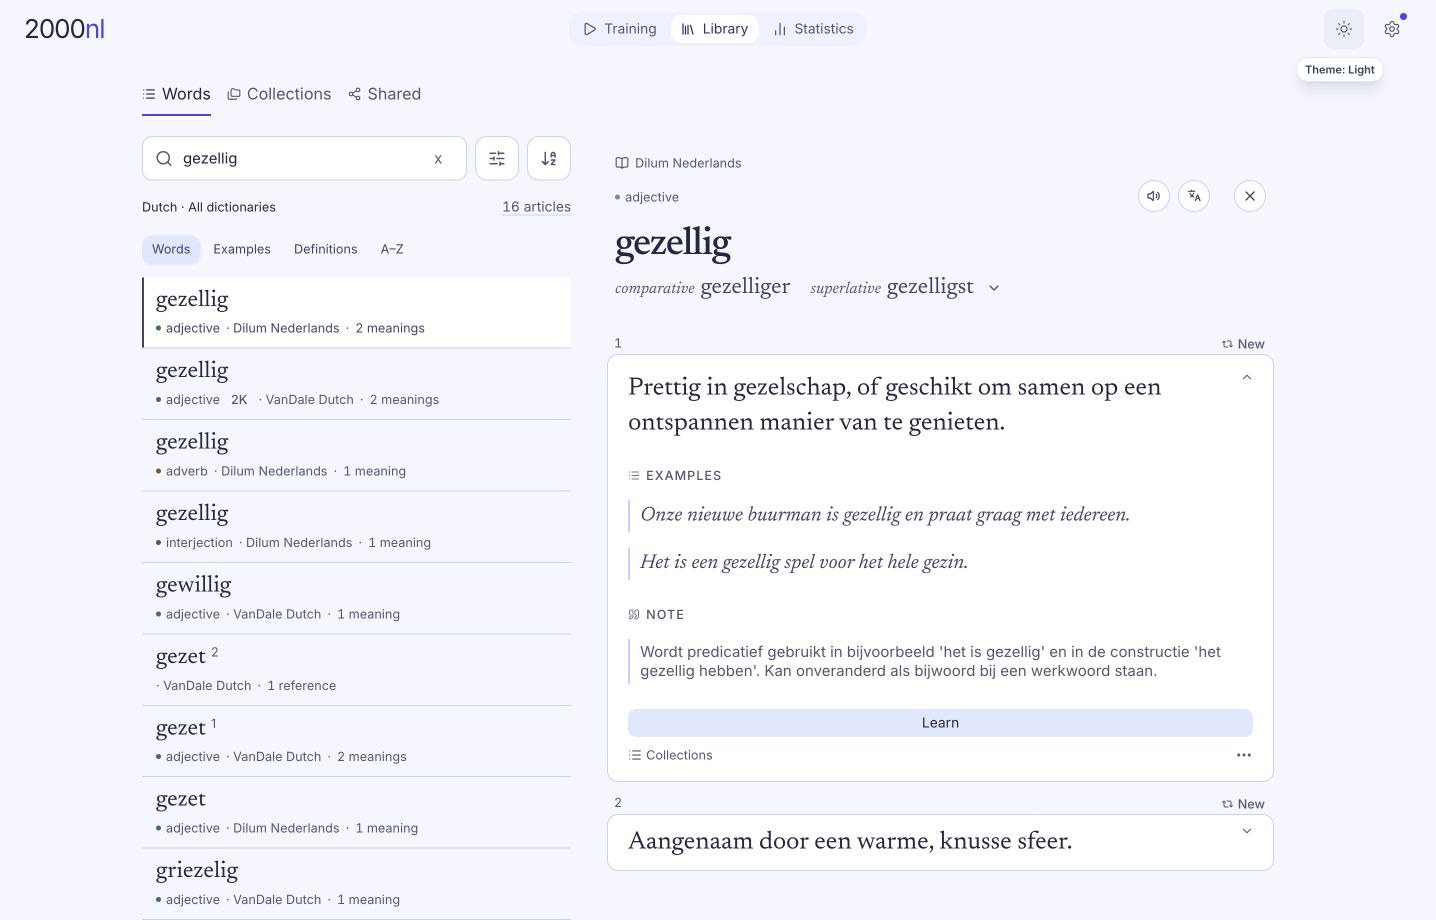 2000nl
Training
Library
Statistics
Theme: Light
Words
Collections
Shared
gezellig
x
Dutch · All dictionaries
16 articles
Words
Examples
Definitions
A–Z
gezellig
adjective · Dilum Nederlands · 2 meanings
gezellig
adjective 2K · VanDale Dutch · 2 meanings
gezellig
adverb · Dilum Nederlands · 1 meaning
gezellig
interjection · Dilum Nederlands · 1 meaning
gewillig
adjective · VanDale Dutch · 1 meaning
gezet 2
· VanDale Dutch · 1 reference
gezet 1
adjective · VanDale Dutch · 2 meanings
gezet
adjective · Dilum Nederlands · 1 meaning
griezelig
adjective · VanDale Dutch · 1 meaning
Dilum Nederlands
adjective
gezellig
comparative gezelliger superlative gezelligst
1
New
Prettig in gezelschap, of geschikt om samen op een
ontspannen manier van te genieten.
EXAMPLES
Onze nieuwe buurman is gezellig en praat graag met iedereen.
Het is een gezellig spel voor het hele gezin.
NOTE
Wordt predicatief gebruikt in bijvoorbeeld 'het is gezellig' en in de constructie 'het
gezellig hebben'. Kan onveranderd als bijwoord bij een werkwoord staan.
Learn
Collections
2
New
Aangenaam door een warme, knusse sfeer.